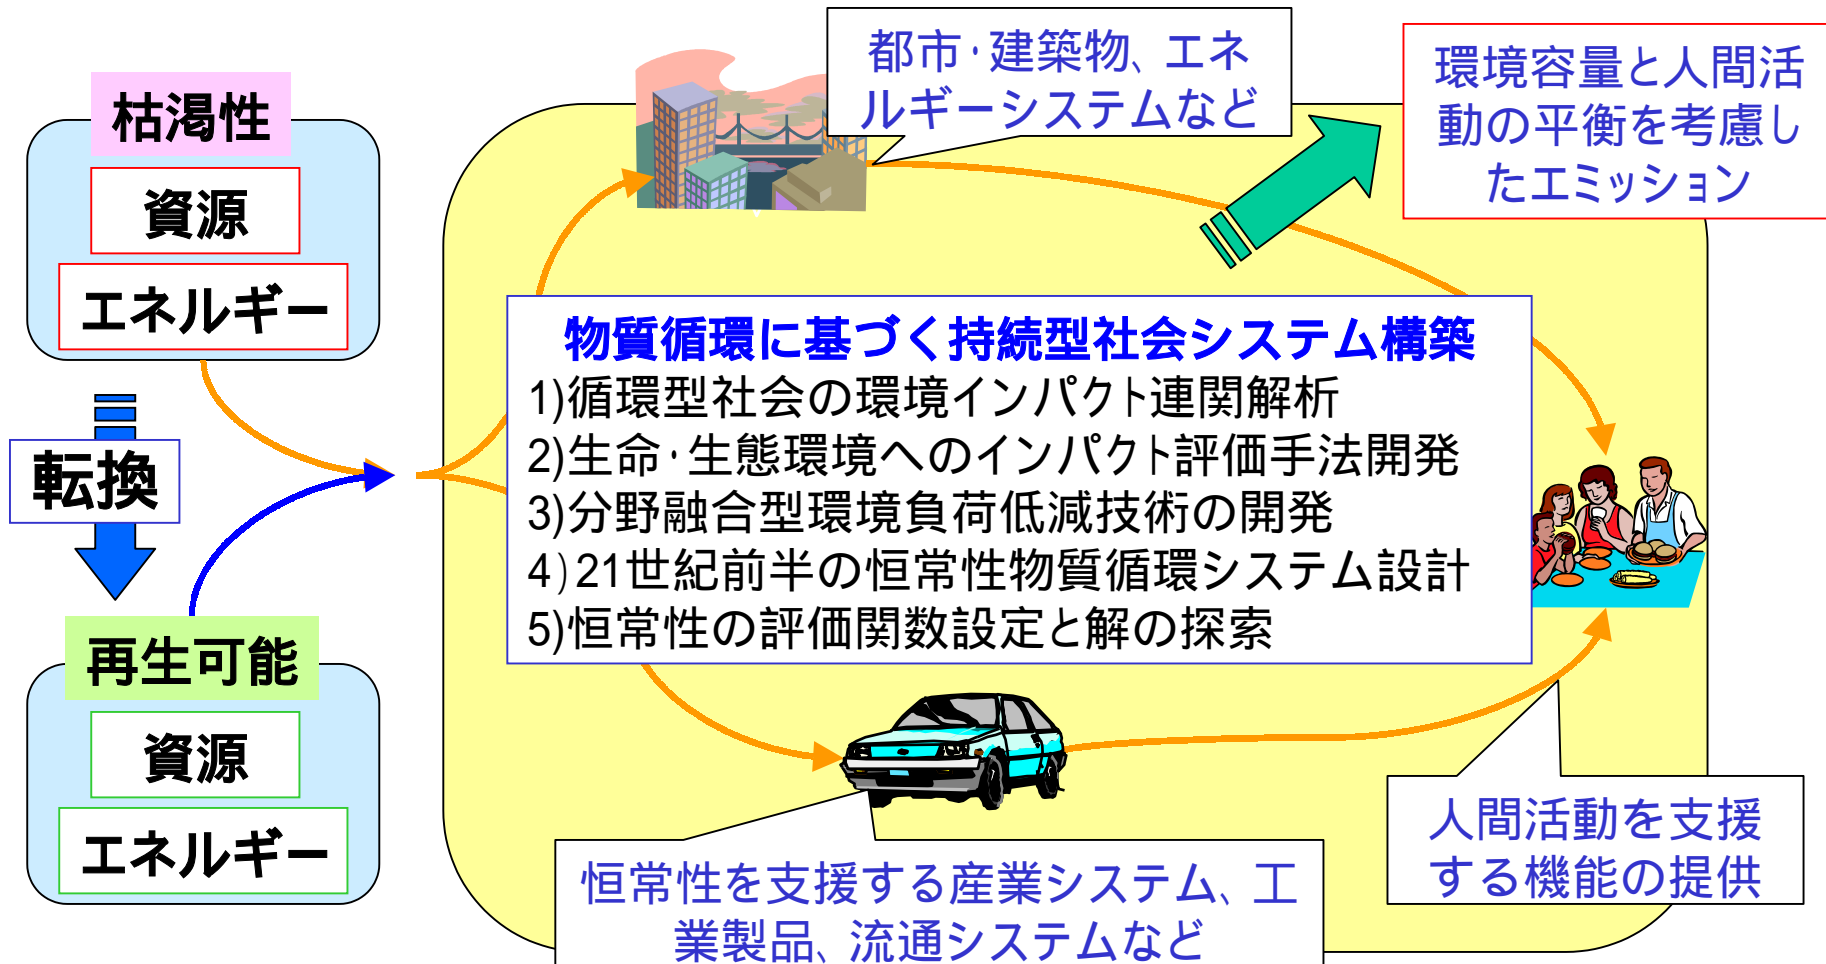 枯渇性
資源
エネルギー
転換
再生可能
資源
エネルギー
都市・建築物、エネ
ルギーシステムなど
環境容量と人間活
動の平衡を考慮し
たエミッション
物質循環に基づく持続型社会システム構築
1)循環型社会の環境インパクト連関解析
2)生命・生態環境へのインパクト評価手法開発
3)分野融合型環境負荷低減技術の開発
4)21世紀前半の恒常性物質循環システム設計
5)恒常性の評価関数設定と解の探索
恒常性を支援する産業システム、工
業製品、流通システムなど
人間活動を支援
する機能の提供